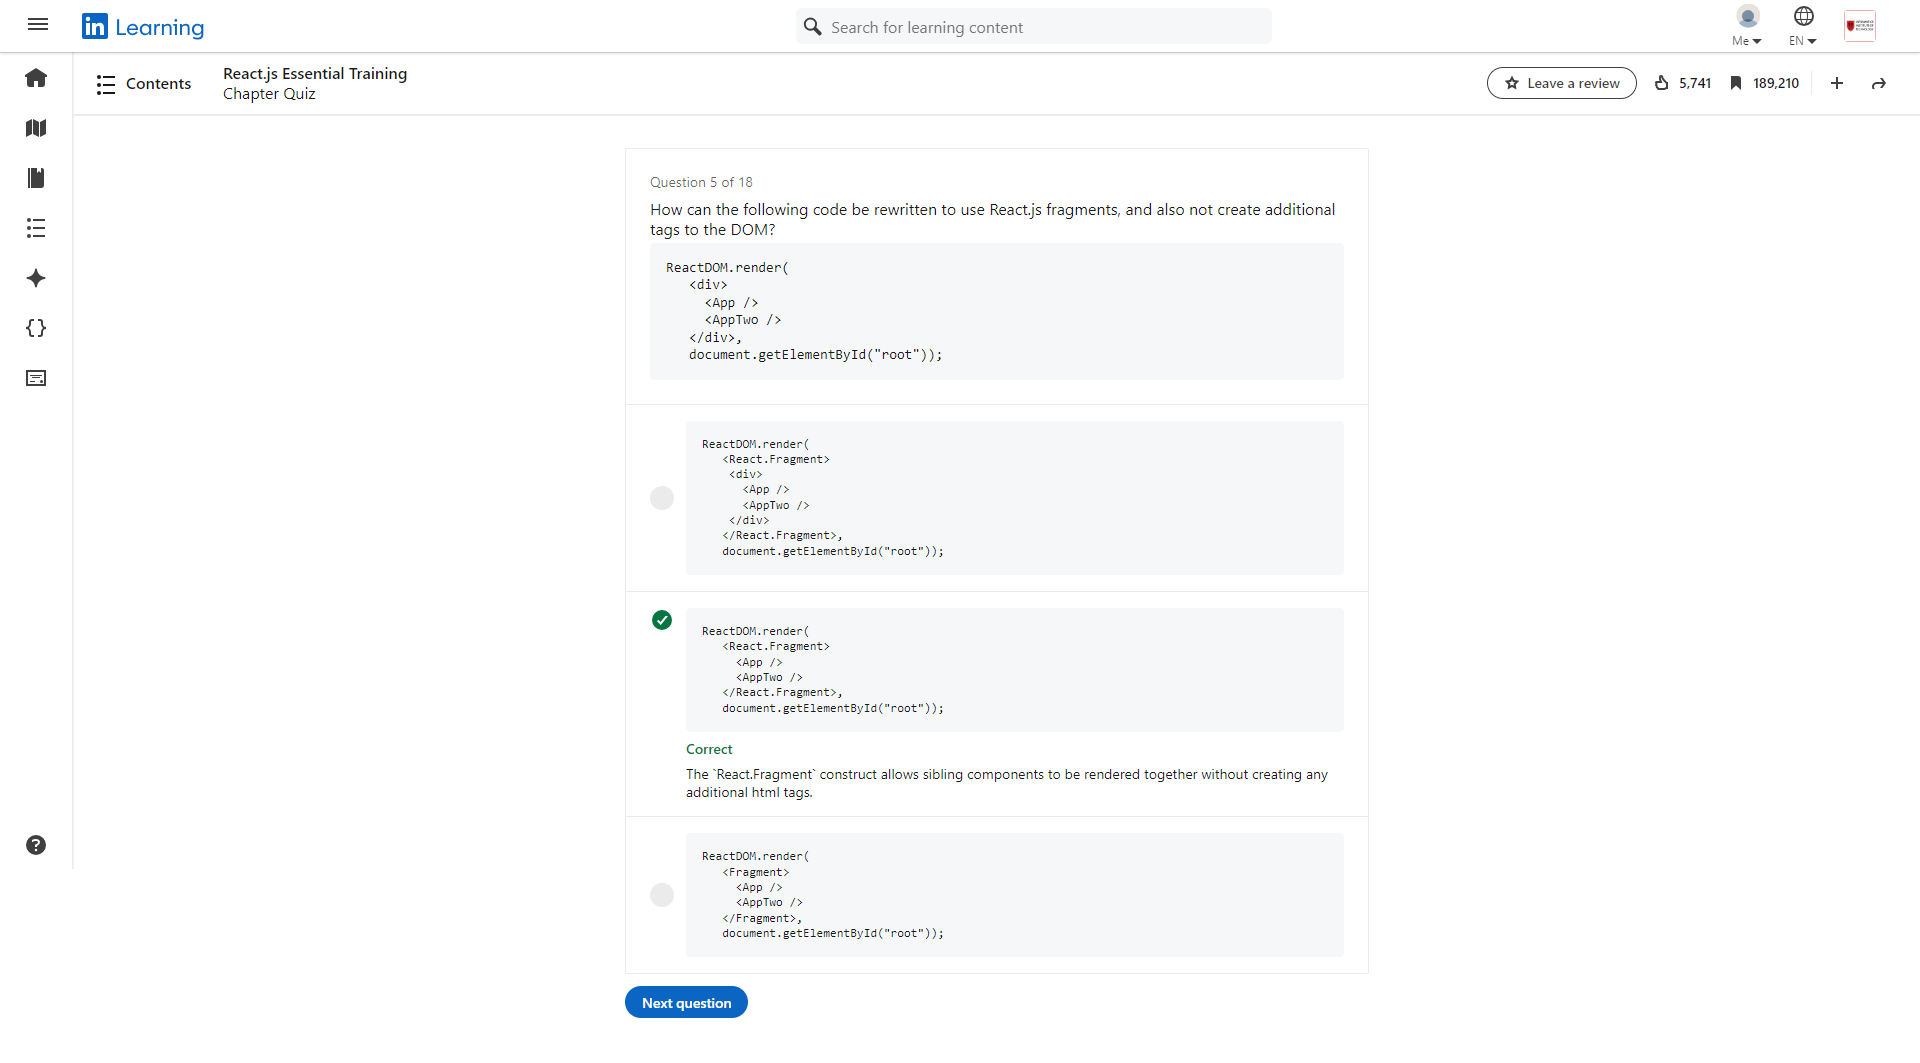 in Learning
Search for learning content
Me
EN
Contents
React.js Essential Training
Chapter Quiz
Leave a review
5,741
189,210
Question 5 of 18
How can the following code be rewritten to use React.js fragments, and also not create additional
tags to the DOM?
ReactDOM.render(
<div>
<App />
<AppTwo />
</div>,
document.getElementById("root"));
ReactDOM.render(
<React.Fragment>
<div>
<App />
<AppTwo />
</div>
</React.Fragment>,
document.getElementById("root"));
ReactDOM.render(
<React.Fragment>
<App />
<AppTwo />
</React.Fragment>,
document.getElementById("root"));
Correct
The `React.Fragment` construct allows sibling components to be rendered together without creating any
additional html tags.
ReactDOM.render(
<Fragment>
<App />
<AppTwo />
</Fragment>,
document.getElementById("root"));
Next question